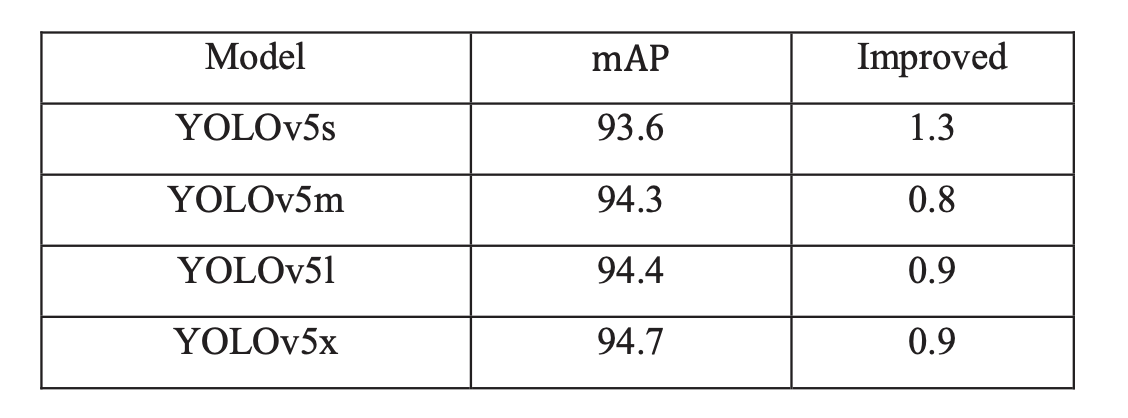 Model mAP Improved
YOLOv5s 93.6 1.3
YOLOv5m 94.3 0.8
YOLOv5l 94.4 0.9
YOLOv5x 94.7 0.9